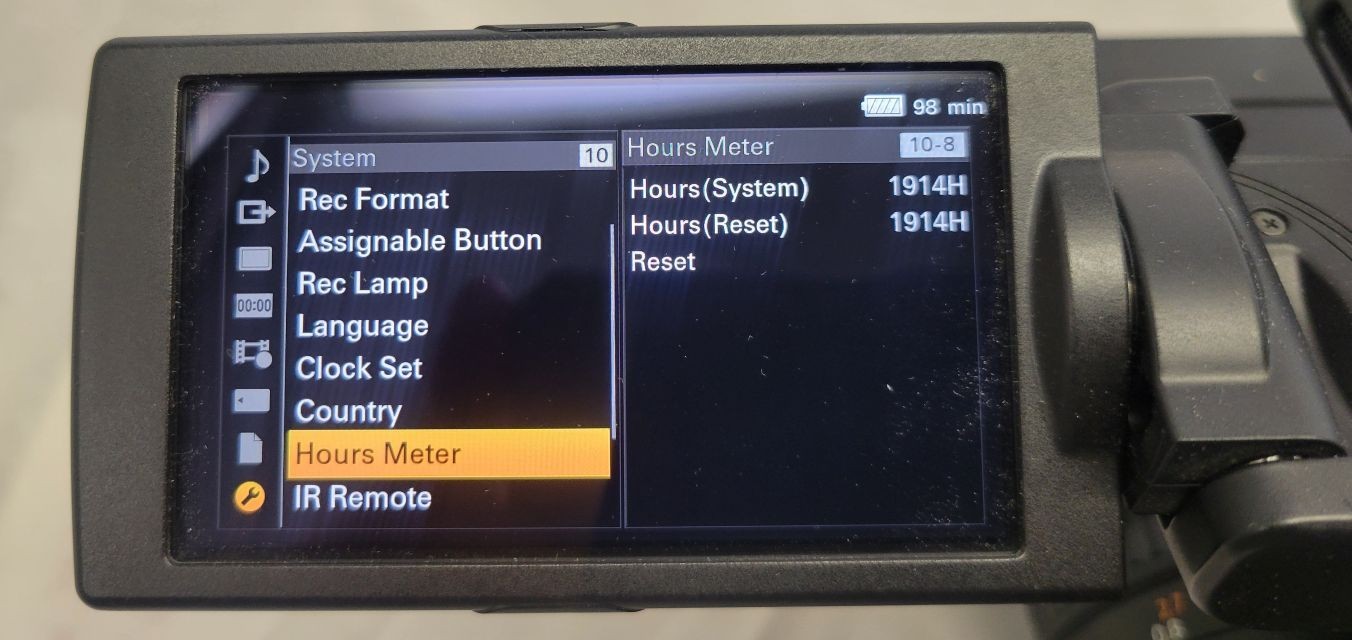 98 min
System 10
Rec Format
Assignable Button
Rec Lamp
Language
Clock Set
Country
Hours Meter
IR Remote
00:00
Hours Meter 10-8
Hours(System) 1914H
Hours(Reset) 1914H
Reset